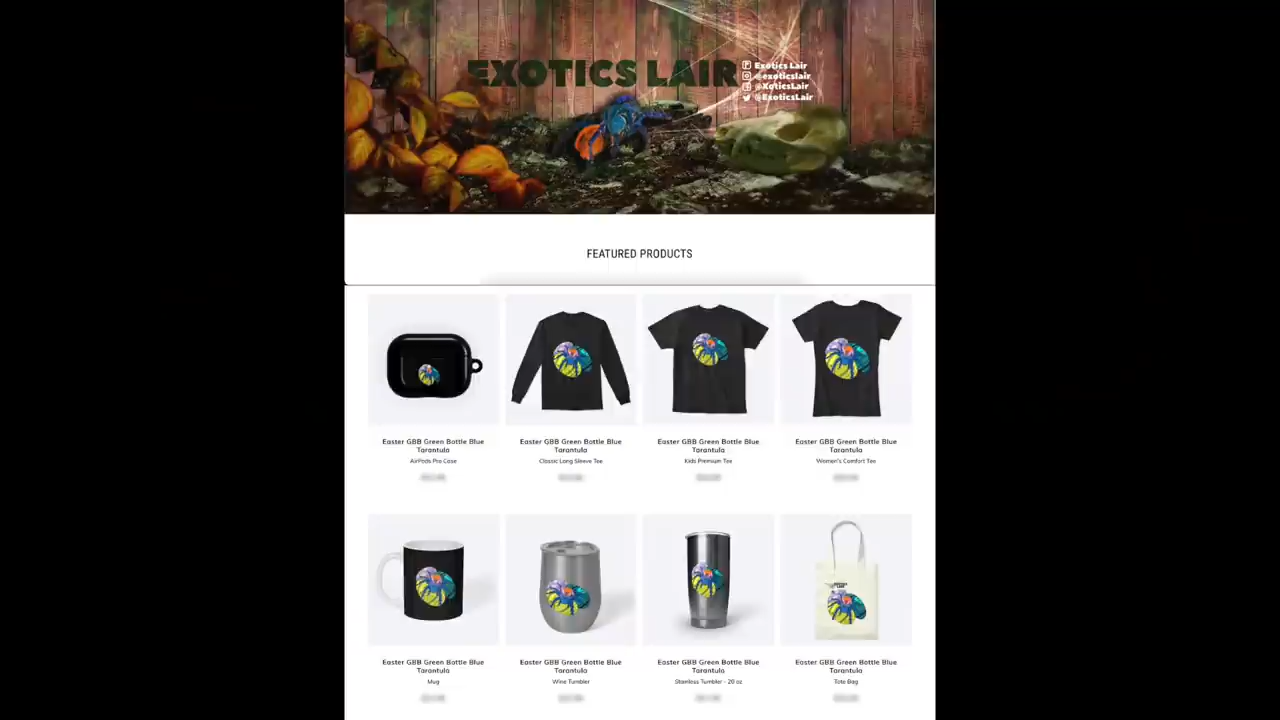 EXOTICS LAIR
Exotics Lair
@exoticslair
@XoticsLair
@ExoticsLair
FEATURED PRODUCTS
Easter GBB Green Bottle Blue
Tarantula
AirPods Pro Case
Easter GBB Green Bottle Blue
Tarantula
Classic Long Sleeve Tee
Easter GBB Green Bottle Blue
Tarantula
Kids Premium Tee
Easter GBB Green Bottle Blue
Tarantula
Women's Comfort Tee
EXOTICS
LAIR
Easter GBB Green Bottle Blue
Tarantula
Mug
Easter GBB Green Bottle Blue
Tarantula
Wine Tumbler
Easter GBB Green Bottle Blue
Tarantula
Stainless Tumbler - 20 oz
Easter GBB Green Bottle Blue
Tarantula
Tote Bag